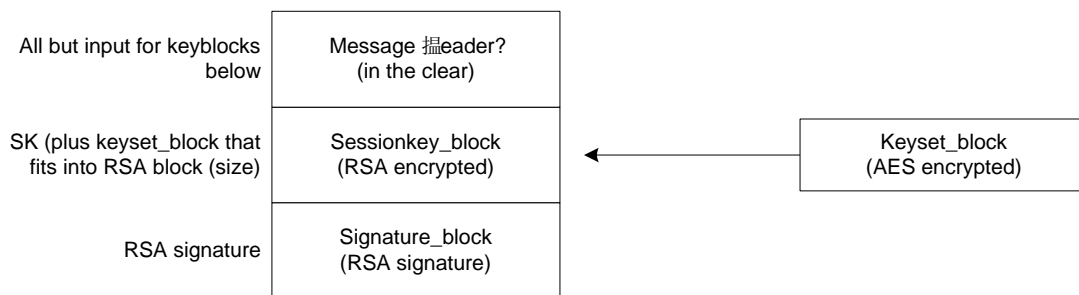 All but input for keyblocks
below
Message 揾eader?
(in the clear)
SK (plus keyset_block that
fits into RSA block (size)
Sessionkey_block
(RSA encrypted)
Keyset_block
(AES encrypted)
RSA signature
Signature_block
(RSA signature)